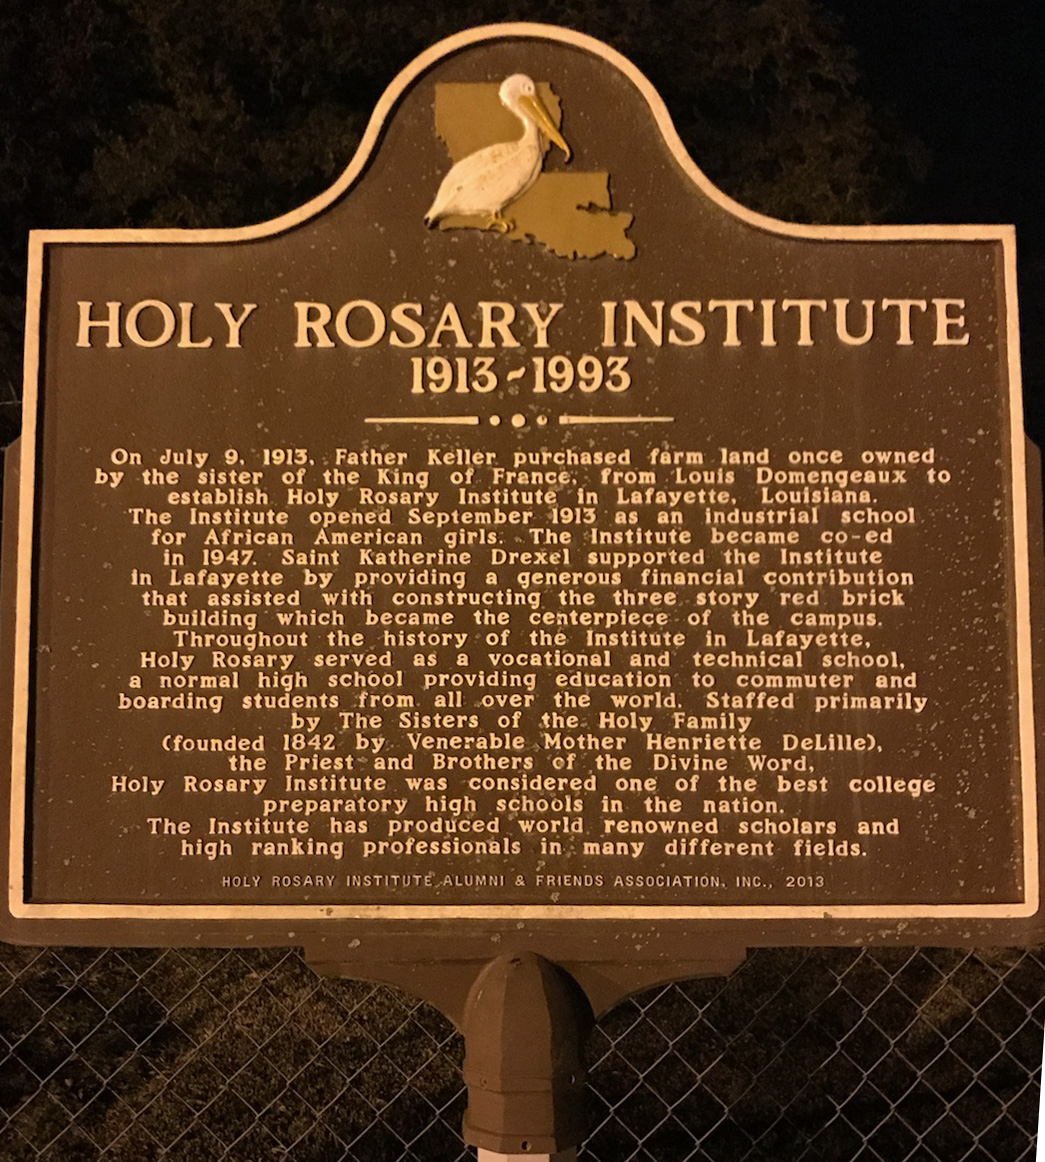 HOLY ROSARY INSTITUTE
1913~1993
On July 9, 1913, Father Keller purchased farm land once owned
by the sister of the King of France, from Louis Domengeaux to
establish Holy Rosary Institute in Lafayette, Louisiana.
The Institute opened September 1913 as an industrial school
for African American girls. The Institute became co-ed
in 1947. Saint Katherine Drexel supported the Institute
in Lafayette by providing a generous financial contribution
that assisted with constructing the three story red brick
building which became the centerpiece of the campus.
Throughout the history of the Institute in Lafayette,
Holy Rosary served as a vocational and technical school,
a normal high school providing education to commuter and
boarding students from all over the world. Staffed primarily
by The Sisters of the Holy Family
(founded 1842 by Venerable Mother Henriette DeLille),
the Priest and Brothers of the Divine Word,
Holy Rosary Institute was considered one of the best college
preparatory high schools in the nation.
The Institute has produced world renowned scholars and
high ranking professionals in many different fields.
HOLY ROSARY INSTITUTE ALUMNI & FRIENDS ASSOCIATION, INC., 2013